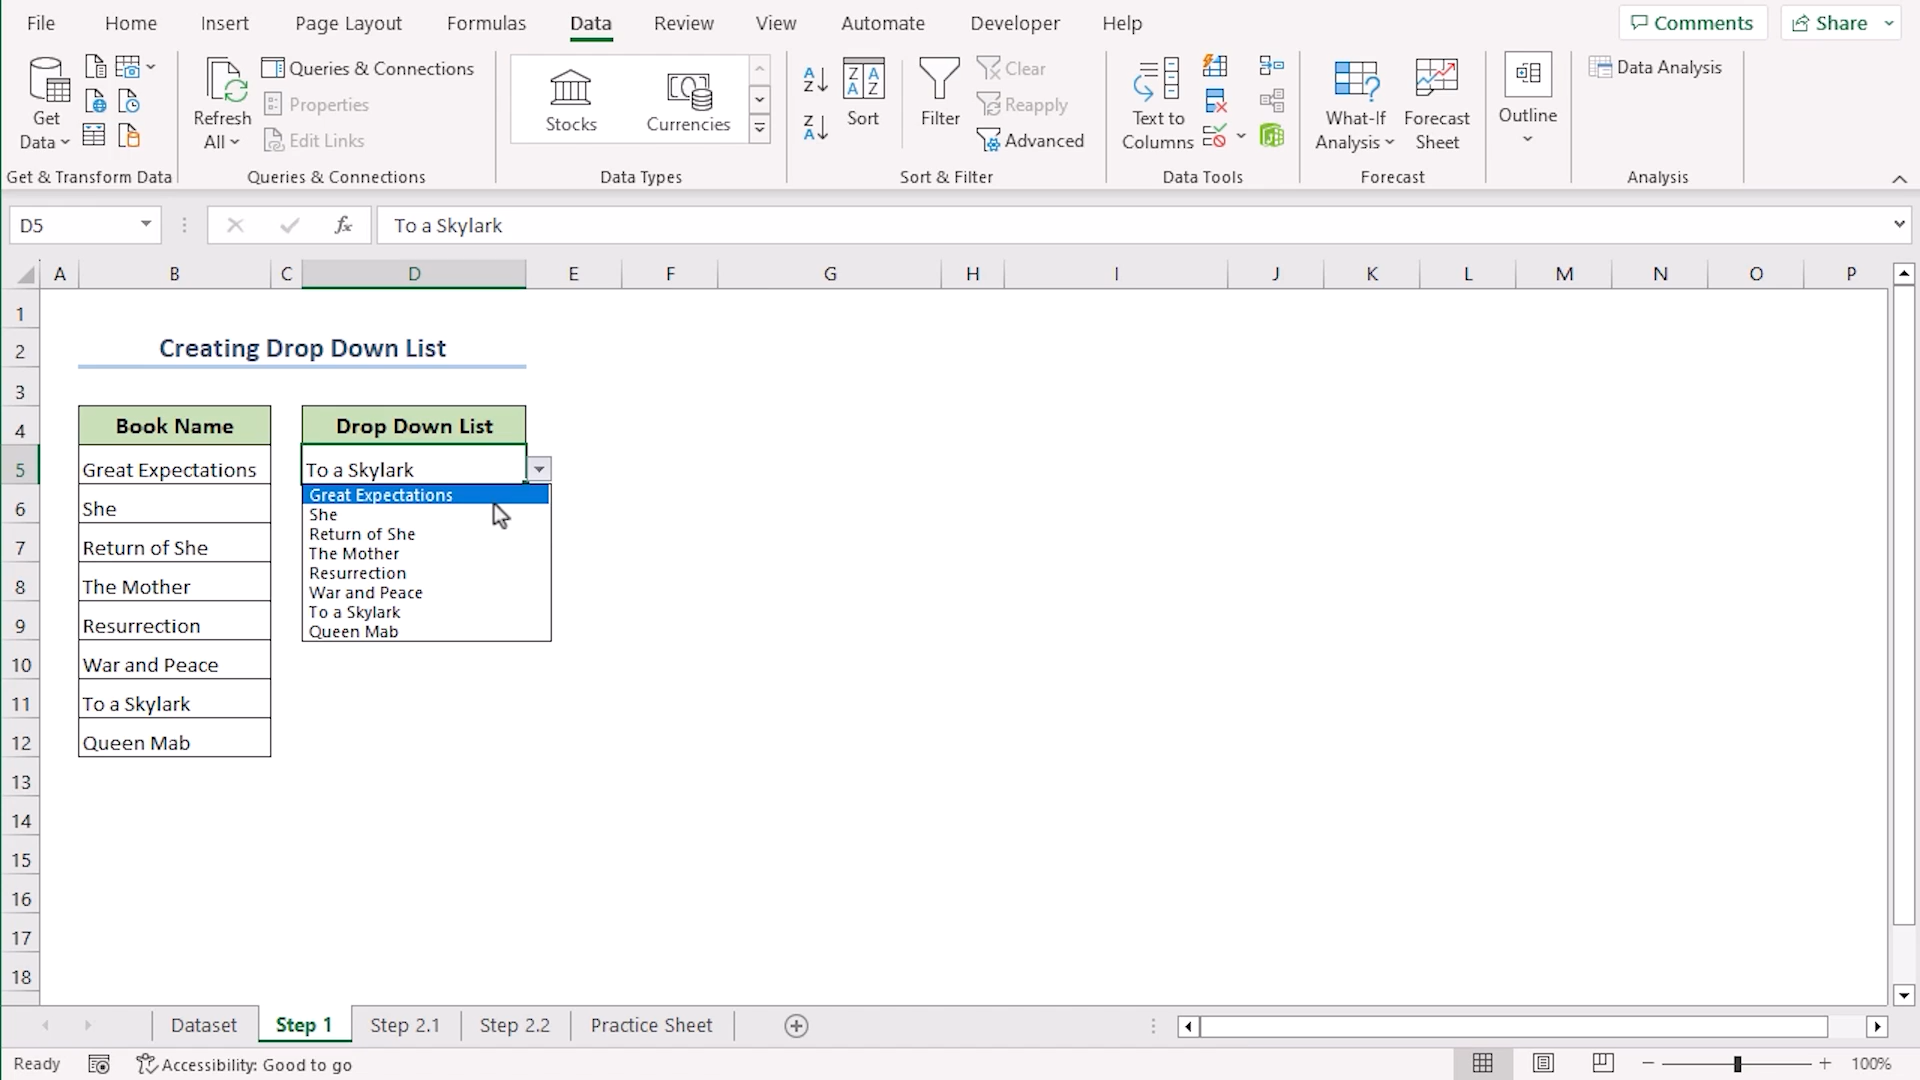 File Home Insert Page Layout Formulas Data Review View Automate Developer Help Comments Share
Get Data
Refresh All
Queries & Connections
Properties
Edit Links
Stocks
Currencies
Sort
Filter
Clear
Reapply
Advanced
Text to Columns
What-If Analysis
Forecast Sheet
Outline
Data Analysis
Get & Transform Data Queries & Connections Data Types Sort & Filter Data Tools Forecast Analysis
D5 fx To a Skylark
A B C D E F G H I J K L M N O P
1
2 Creating Drop Down List
3
4 Book Name Drop Down List
5 Great Expectations To a Skylark
Great Expectations
6 She
She
Return of She
7 Return of She
The Mother
Resurrection
8 The Mother
War and Peace
To a Skylark
9 Resurrection
Queen Mab
10 War and Peace
11 To a Skylark
12 Queen Mab
13
14
15
16
17
18
Dataset Step 1 Step 2.1 Step 2.2 Practice Sheet
Ready Accessibility: Good to go 100%